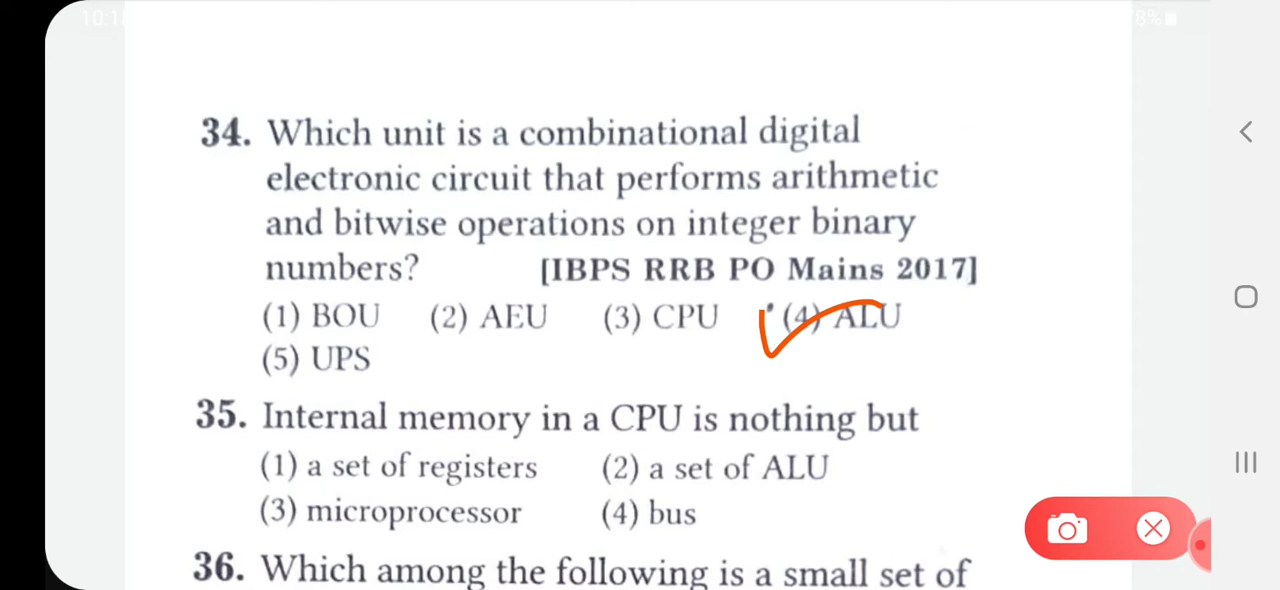 34. Which unit is a combinational digital
electronic circuit that performs arithmetic
and bitwise operations on integer binary
numbers? [IBPS RRB PO Mains 2017]
(1) BOU (2) AEU (3) CPU (4) ALU
(5) UPS
35. Internal memory in a CPU is nothing but
(1) a set of registers (2) a set of ALU
(3) microprocessor (4) bus
36. Which among the following is a small set of